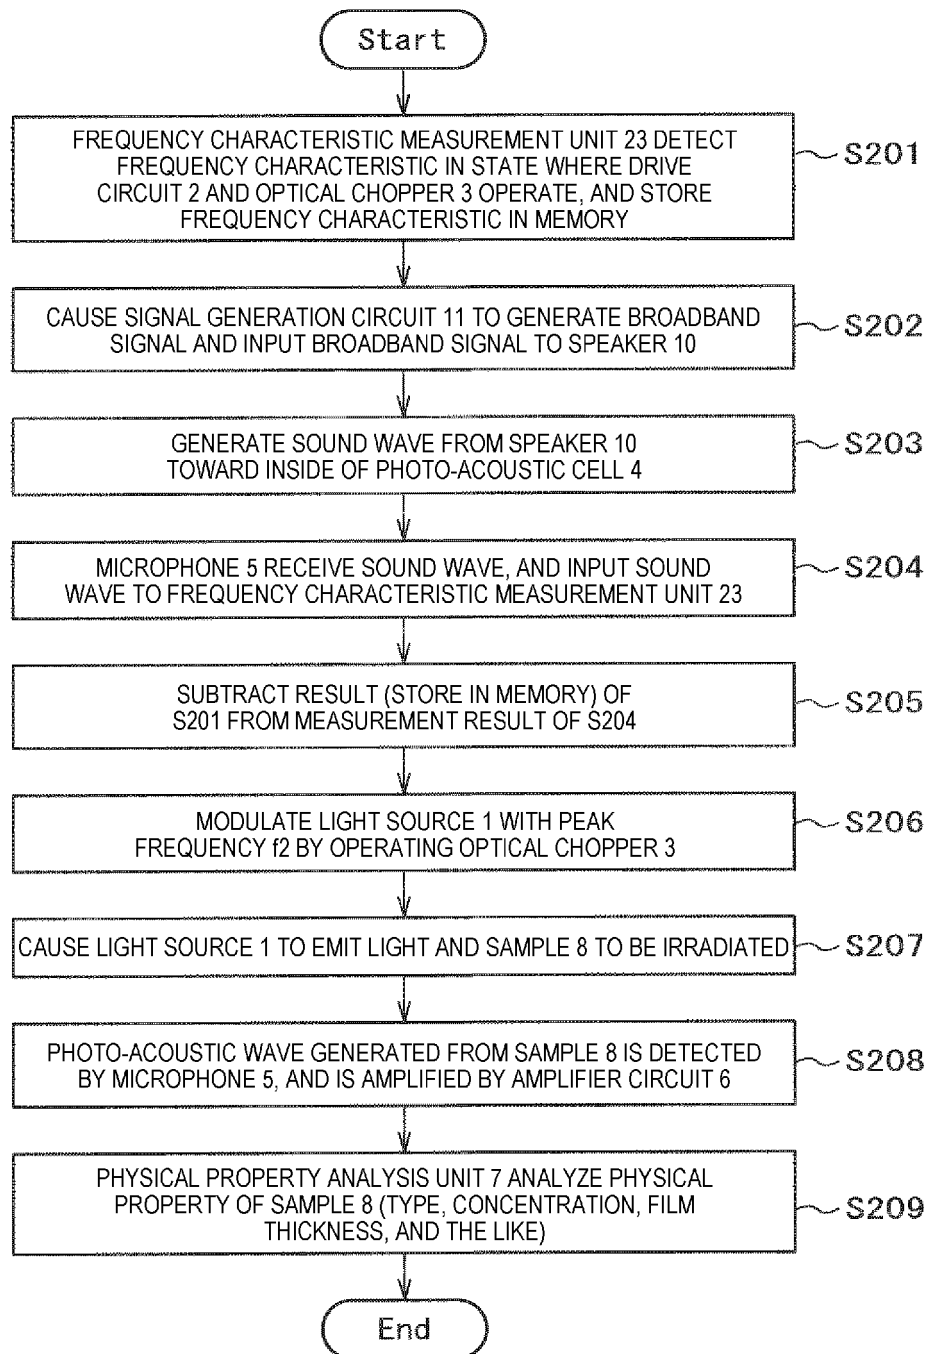 Start
FREQUENCY CHARACTERISTIC MEASUREMENT UNIT 23 DETECT
FREQUENCY CHARACTERISTIC IN STATE WHERE DRIVE
CIRCUIT 2 AND OPTICAL CHOPPER 3 OPERATE, AND STORE
FREQUENCY CHARACTERISTIC IN MEMORY
S201
CAUSE SIGNAL GENERATION CIRCUIT 11 TO GENERATE BROADBAND
SIGNAL AND INPUT BROADBAND SIGNAL TO SPEAKER 10
S202
GENERATE SOUND WAVE FROM SPEAKER 10
TOWARD INSIDE OF PHOTO-ACOUSTIC CELL 4
S203
MICROPHONE 5 RECEIVE SOUND WAVE, AND INPUT SOUND
WAVE TO FREQUENCY CHARACTERISTIC MEASUREMENT UNIT 23
S204
SUBTRACT RESULT (STORE IN MEMORY) OF
S201 FROM MEASUREMENT RESULT OF S204
S205
MODULATE LIGHT SOURCE 1 WITH PEAK
FREQUENCY f2 BY OPERATING OPTICAL CHOPPER 3
S206
CAUSE LIGHT SOURCE 1 TO EMIT LIGHT AND SAMPLE 8 TO BE IRRADIATED
S207
PHOTO-ACOUSTIC WAVE GENERATED FROM SAMPLE 8 IS DETECTED
BY MICROPHONE 5, AND IS AMPLIFIED BY AMPLIFIER CIRCUIT 6
S208
PHYSICAL PROPERTY ANALYSIS UNIT 7 ANALYZE PHYSICAL
PROPERTY OF SAMPLE 8 (TYPE, CONCENTRATION, FILM
THICKNESS, AND THE LIKE)
S209
End